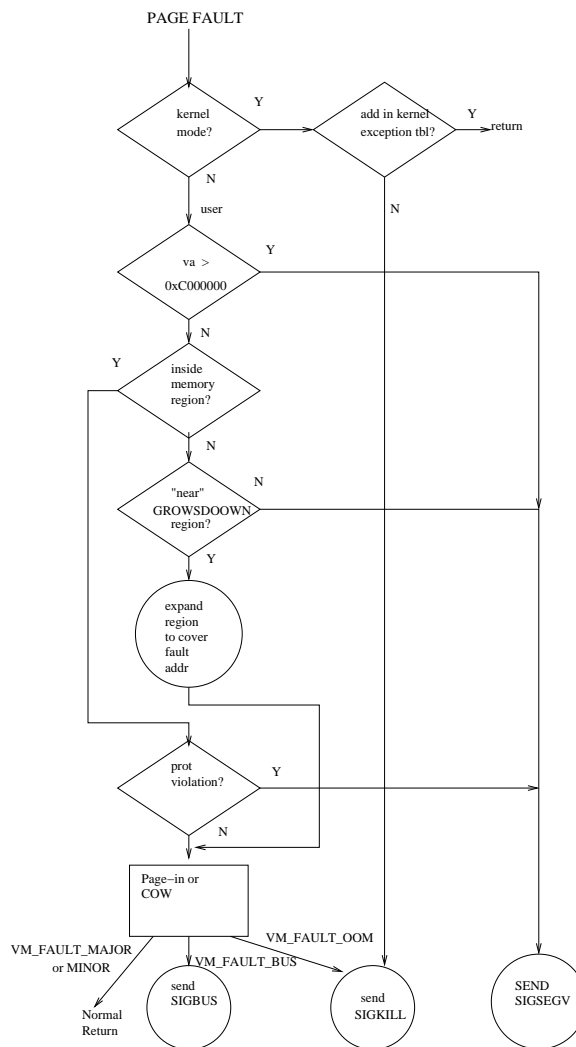 PAGE FAULT
kernel
mode?
Y
add in kernel
exception tbl?
Y
return
N
N
user
va >
0xC000000
Y
N
Y
inside
memory
region?
N
"near"
GROWSDOOWN
region?
N
Y
expand
region
to cover
fault
addr
prot
violation?
Y
N
Page-in or
COW
VM_FAULT_MAJOR
or MINOR
VM_FAULT_BUS
VM_FAULT_OOM
Normal
Return
send
SIGBUS
send
SIGKILL
SEND
SIGSEGV